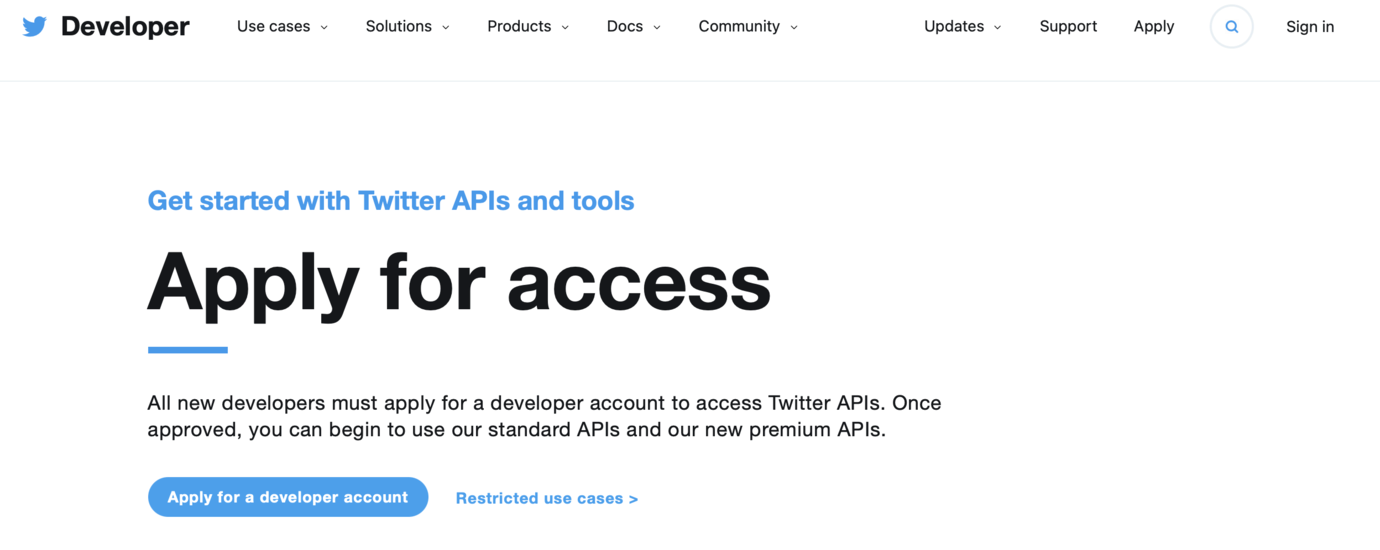 Developer Use cases Solutions Products Docs Community Updates Support Apply Sign in
Get started with Twitter APIs and tools
Apply for access
All new developers must apply for a developer account to access Twitter APIs. Once
approved, you can begin to use our standard APIs and our new premium APIs.
Apply for a developer account Restricted use cases >